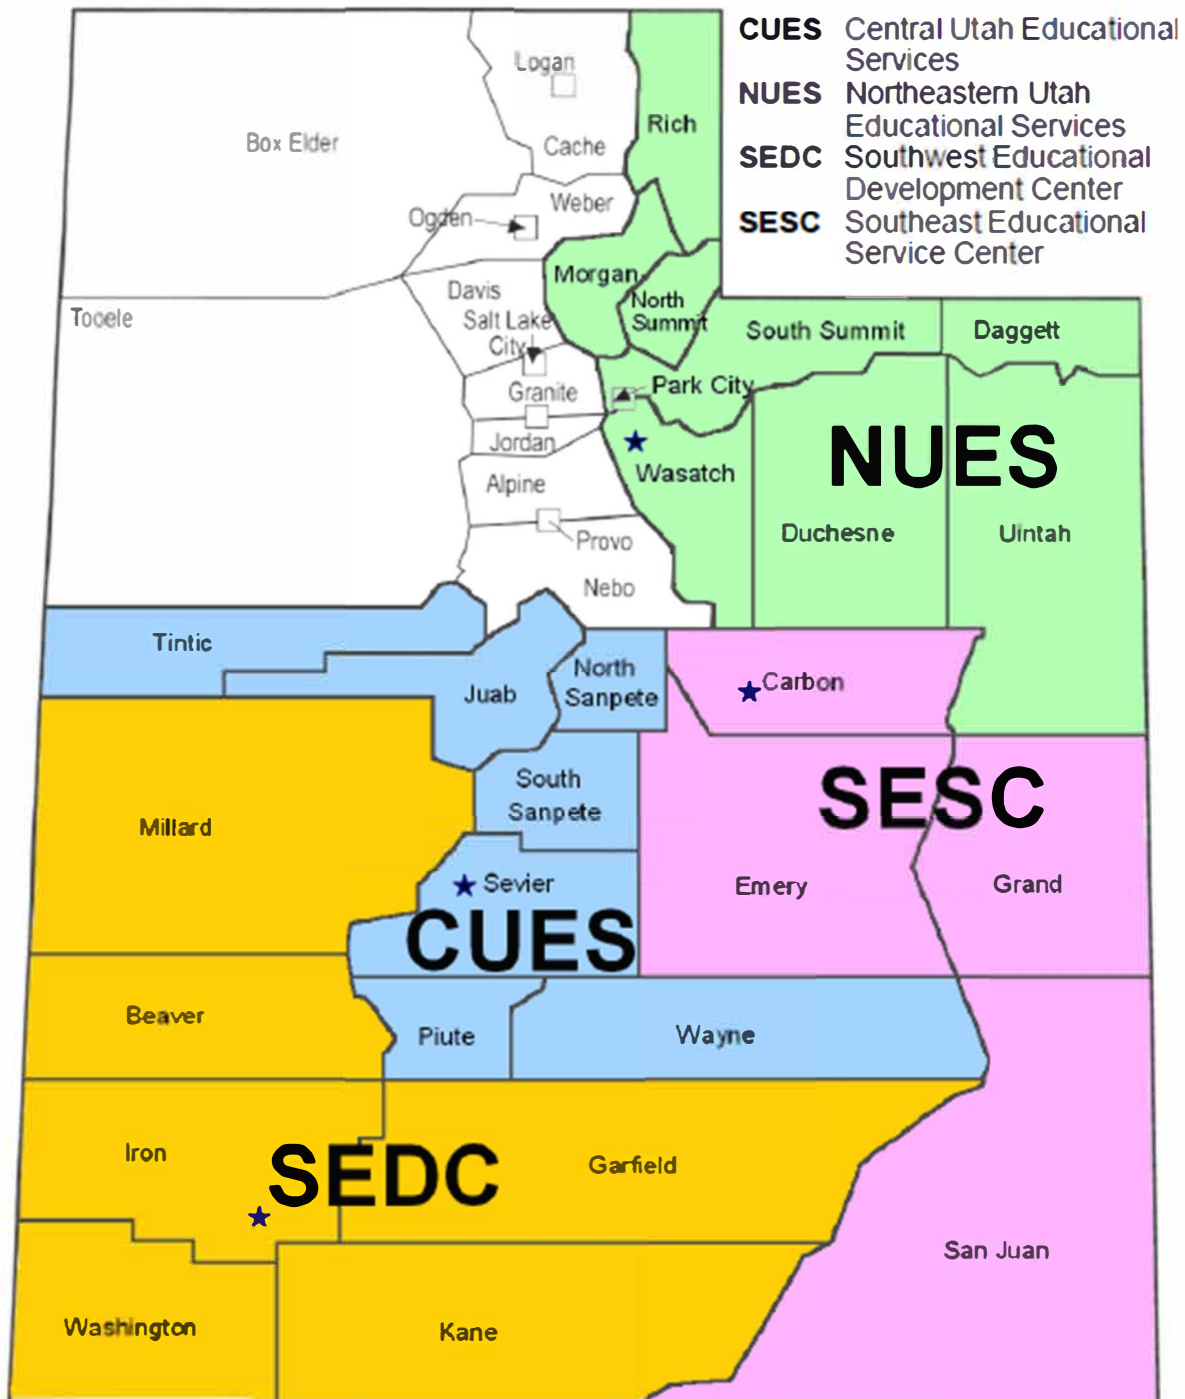 CUES Central Utah Educational
Services
NUES Northeastern Utah
Educational Services
SEDC Southwest Educational
Development Center
SESC Southeast Educational
Service Center
Logan
Rich
Box Elder
Cache
Weber
Ogden
Morgan
Davis
North
Summit
Tooele
Salt Lake
City
South Summit
Daggett
Granite
Park City
Jordan
NUES
Wasatch
Alpine
Duchesne
Uintah
Provo
Nebo
Tintic
North
Sanpete
Juab
Carbon
South
Sanpete
SESC
Millard
Sevier
Emery
Grand
CUES
Beaver
Piute
Wayne
Iron
SEDC
Garfield
San Juan
Washington
Kane